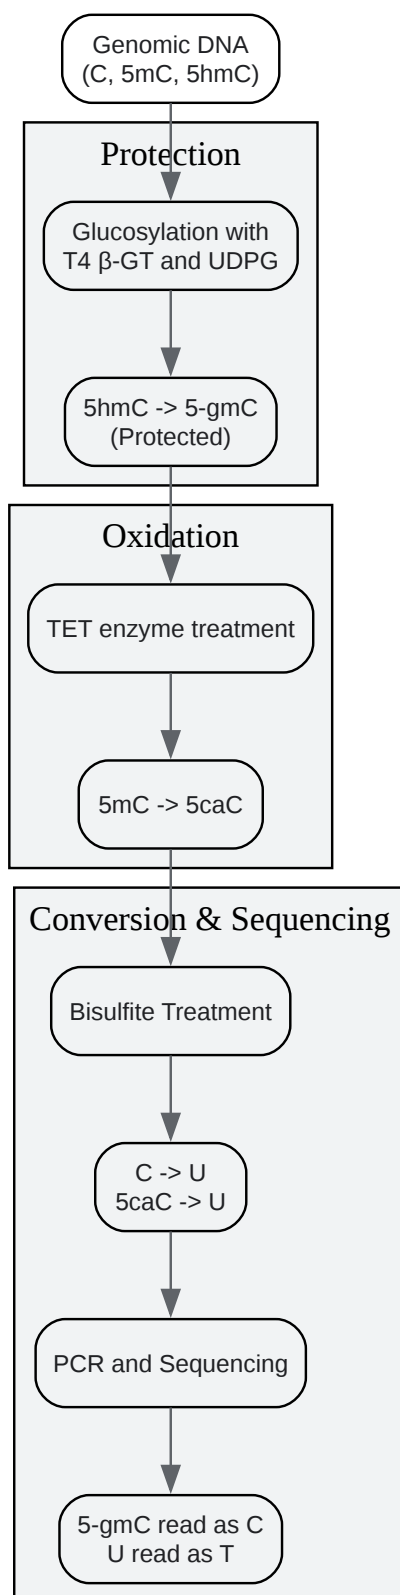 Genomic DNA
(C, 5mC, 5hmC)
Protection
Glucosylation with
T4 β-GT and UDPG
5hmC -> 5-gmC
(Protected)
Oxidation
TET enzyme treatment
5mC -> 5caC
Conversion & Sequencing
Bisulfite Treatment
C -> U
5caC -> U
PCR and Sequencing
5-gmC read as C
U read as T